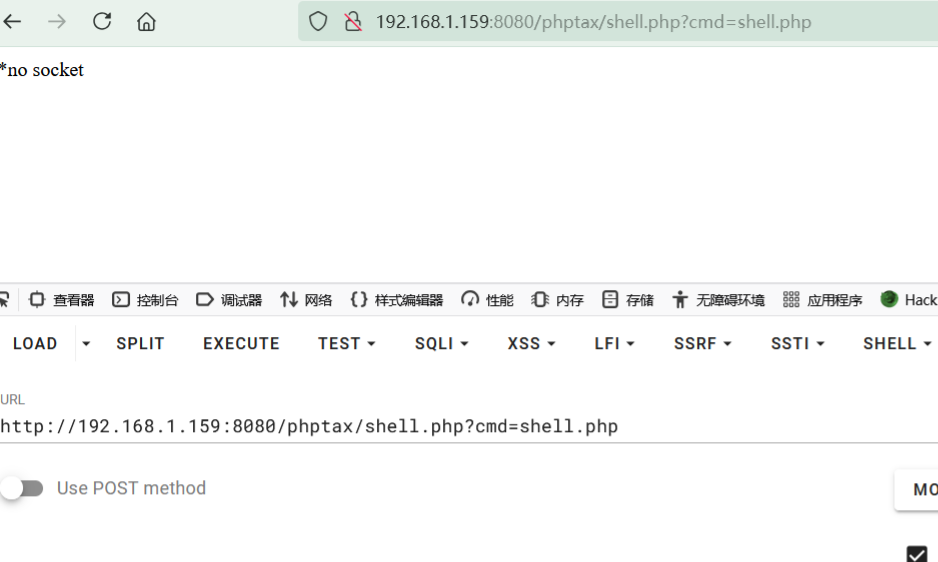 192.168.1.159:8080/phptax/shell.php?cmd=shell.php
*no socket
查看器 控制台 调试器 网络 样式编辑器 性能 内存 存储 无障碍环境 应用程序 Hack
LOAD SPLIT EXECUTE TEST SQLI XSS LFI SSRF SSTI SHELL
URL
http://192.168.1.159:8080/phptax/shell.php?cmd=shell.php
Use POST method
MO